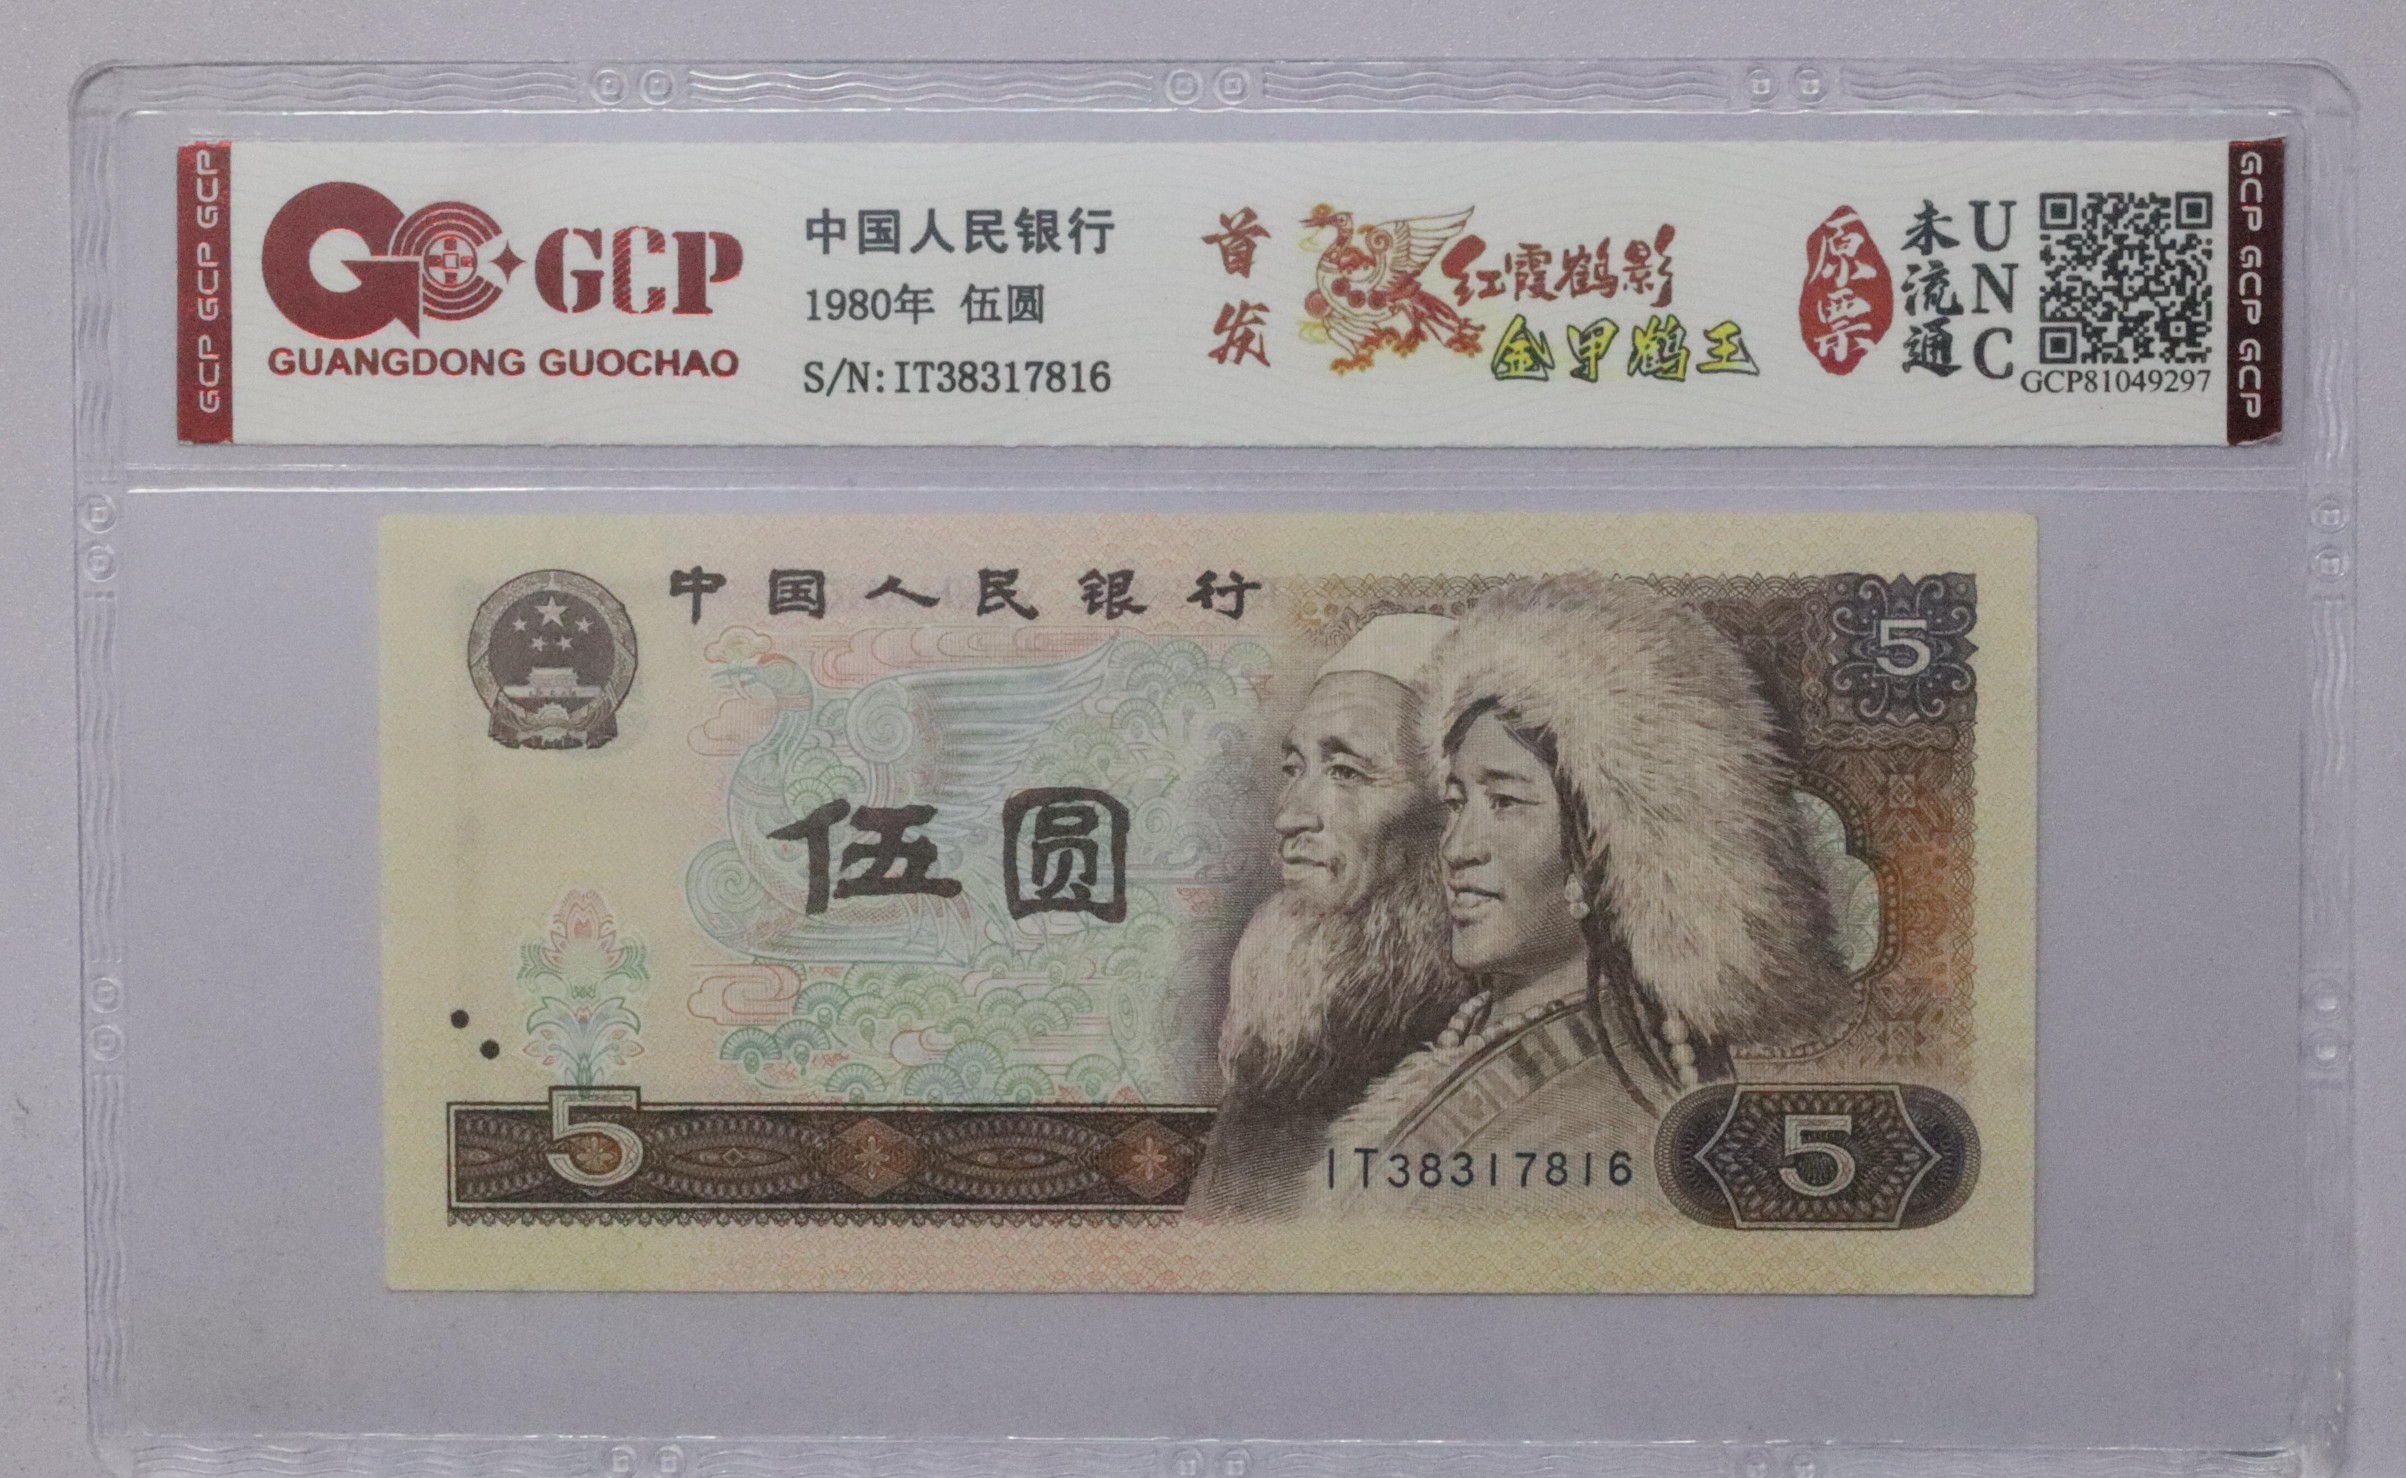 GCP GCP GCP
GCP
GUANGDONG GUOCHAO
中国人民银行
1980年 伍圆
S/N:IT38317816
首发
红霞鹤影
金甲鹤王
原票
未流通
UNC
GCP81049297
GCP GCP GCP
中国人民银行
5
伍圆
5
IT38317816
5